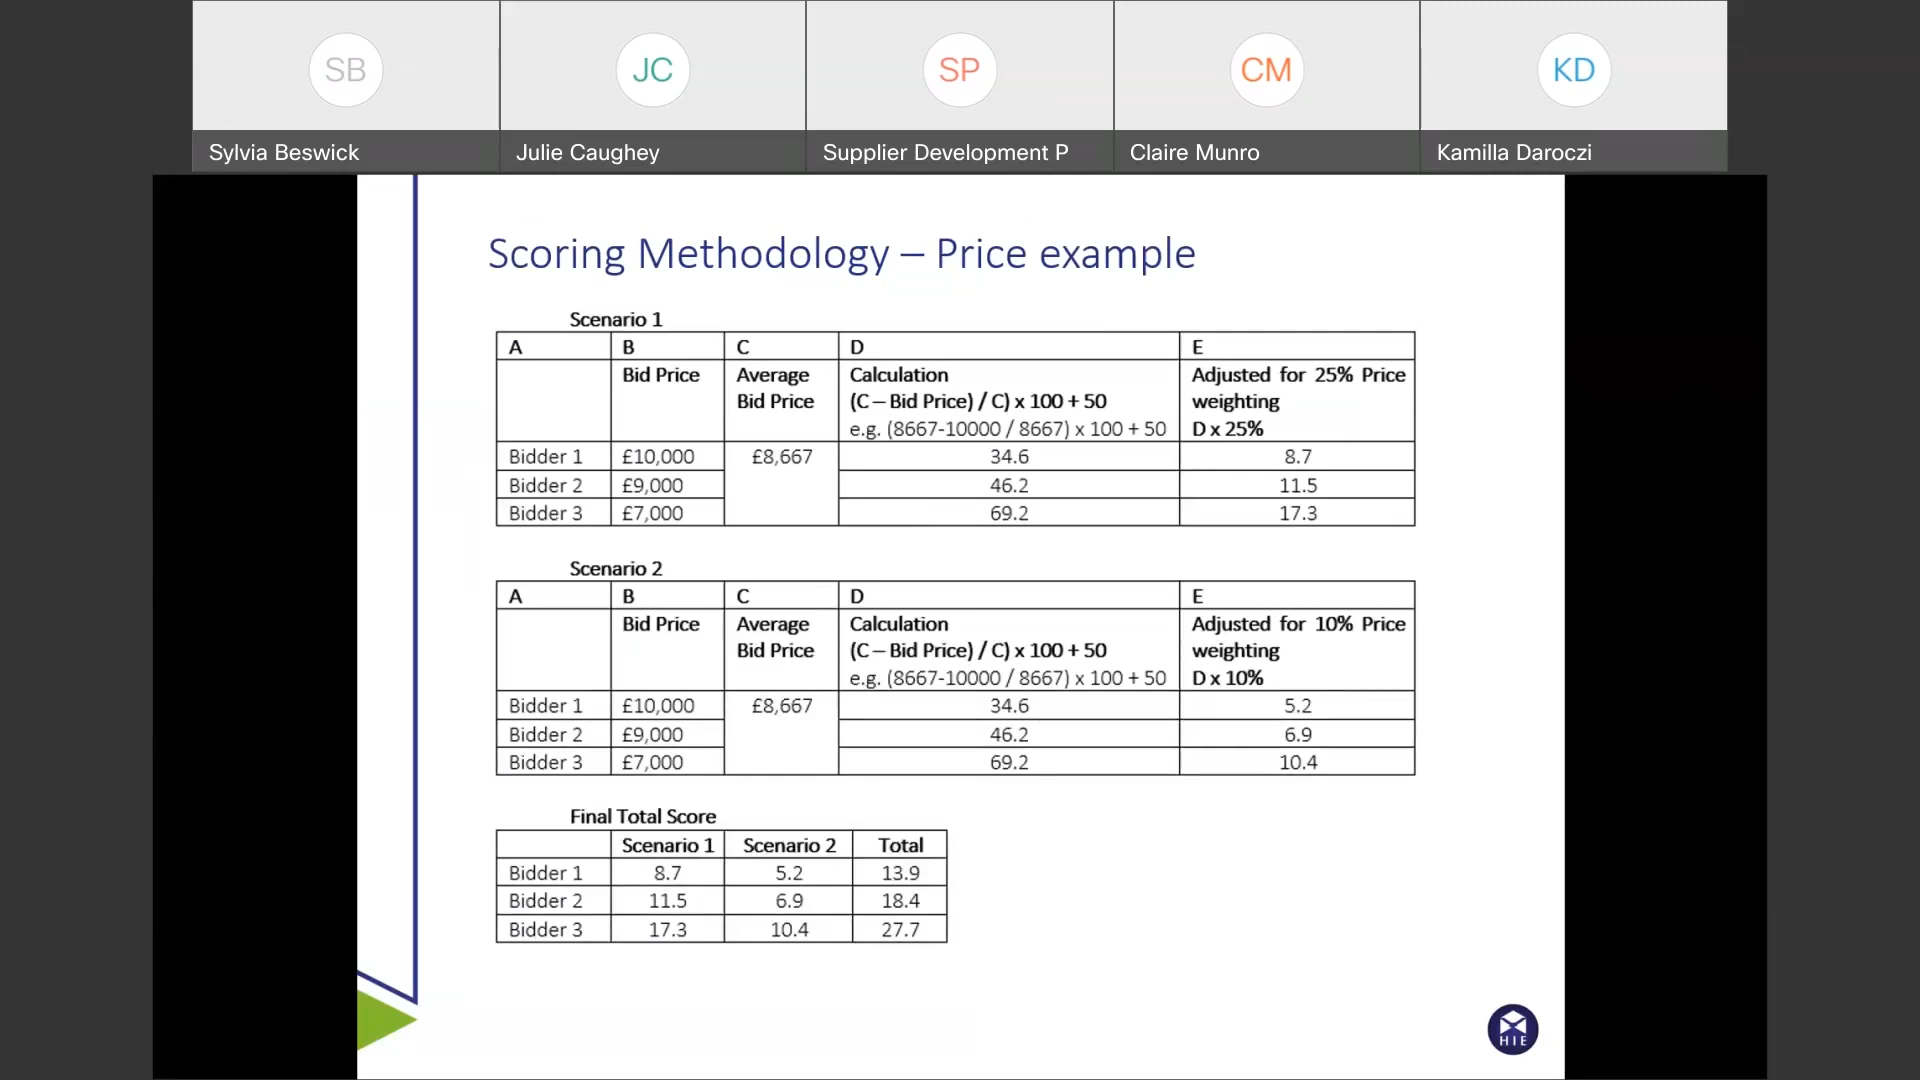 SB
JC
SP
CM
KD
Sylvia Beswick
Julie Caughey
Supplier Development P
Claire Munro
Kamilla Daroczi
Scoring Methodology – Price example
Scenario 1
A B C D E
Bid Price Average Bid Price Calculation (C – Bid Price) / C) x 100 + 50 e.g. (8667-10000 / 8667) x 100 + 50 Adjusted for 25% Price weighting D x 25%
Bidder 1 £10,000 £8,667 34.6 8.7
Bidder 2 £9,000 46.2 11.5
Bidder 3 £7,000 69.2 17.3
Scenario 2
A B C D E
Bid Price Average Bid Price Calculation (C – Bid Price) / C) x 100 + 50 e.g. (8667-10000 / 8667) x 100 + 50 Adjusted for 10% Price weighting D x 10%
Bidder 1 £10,000 £8,667 34.6 5.2
Bidder 2 £9,000 46.2 6.9
Bidder 3 £7,000 69.2 10.4
Final Total Score
Scenario 1 Scenario 2 Total
Bidder 1 8.7 5.2 13.9
Bidder 2 11.5 6.9 18.4
Bidder 3 17.3 10.4 27.7
HIE